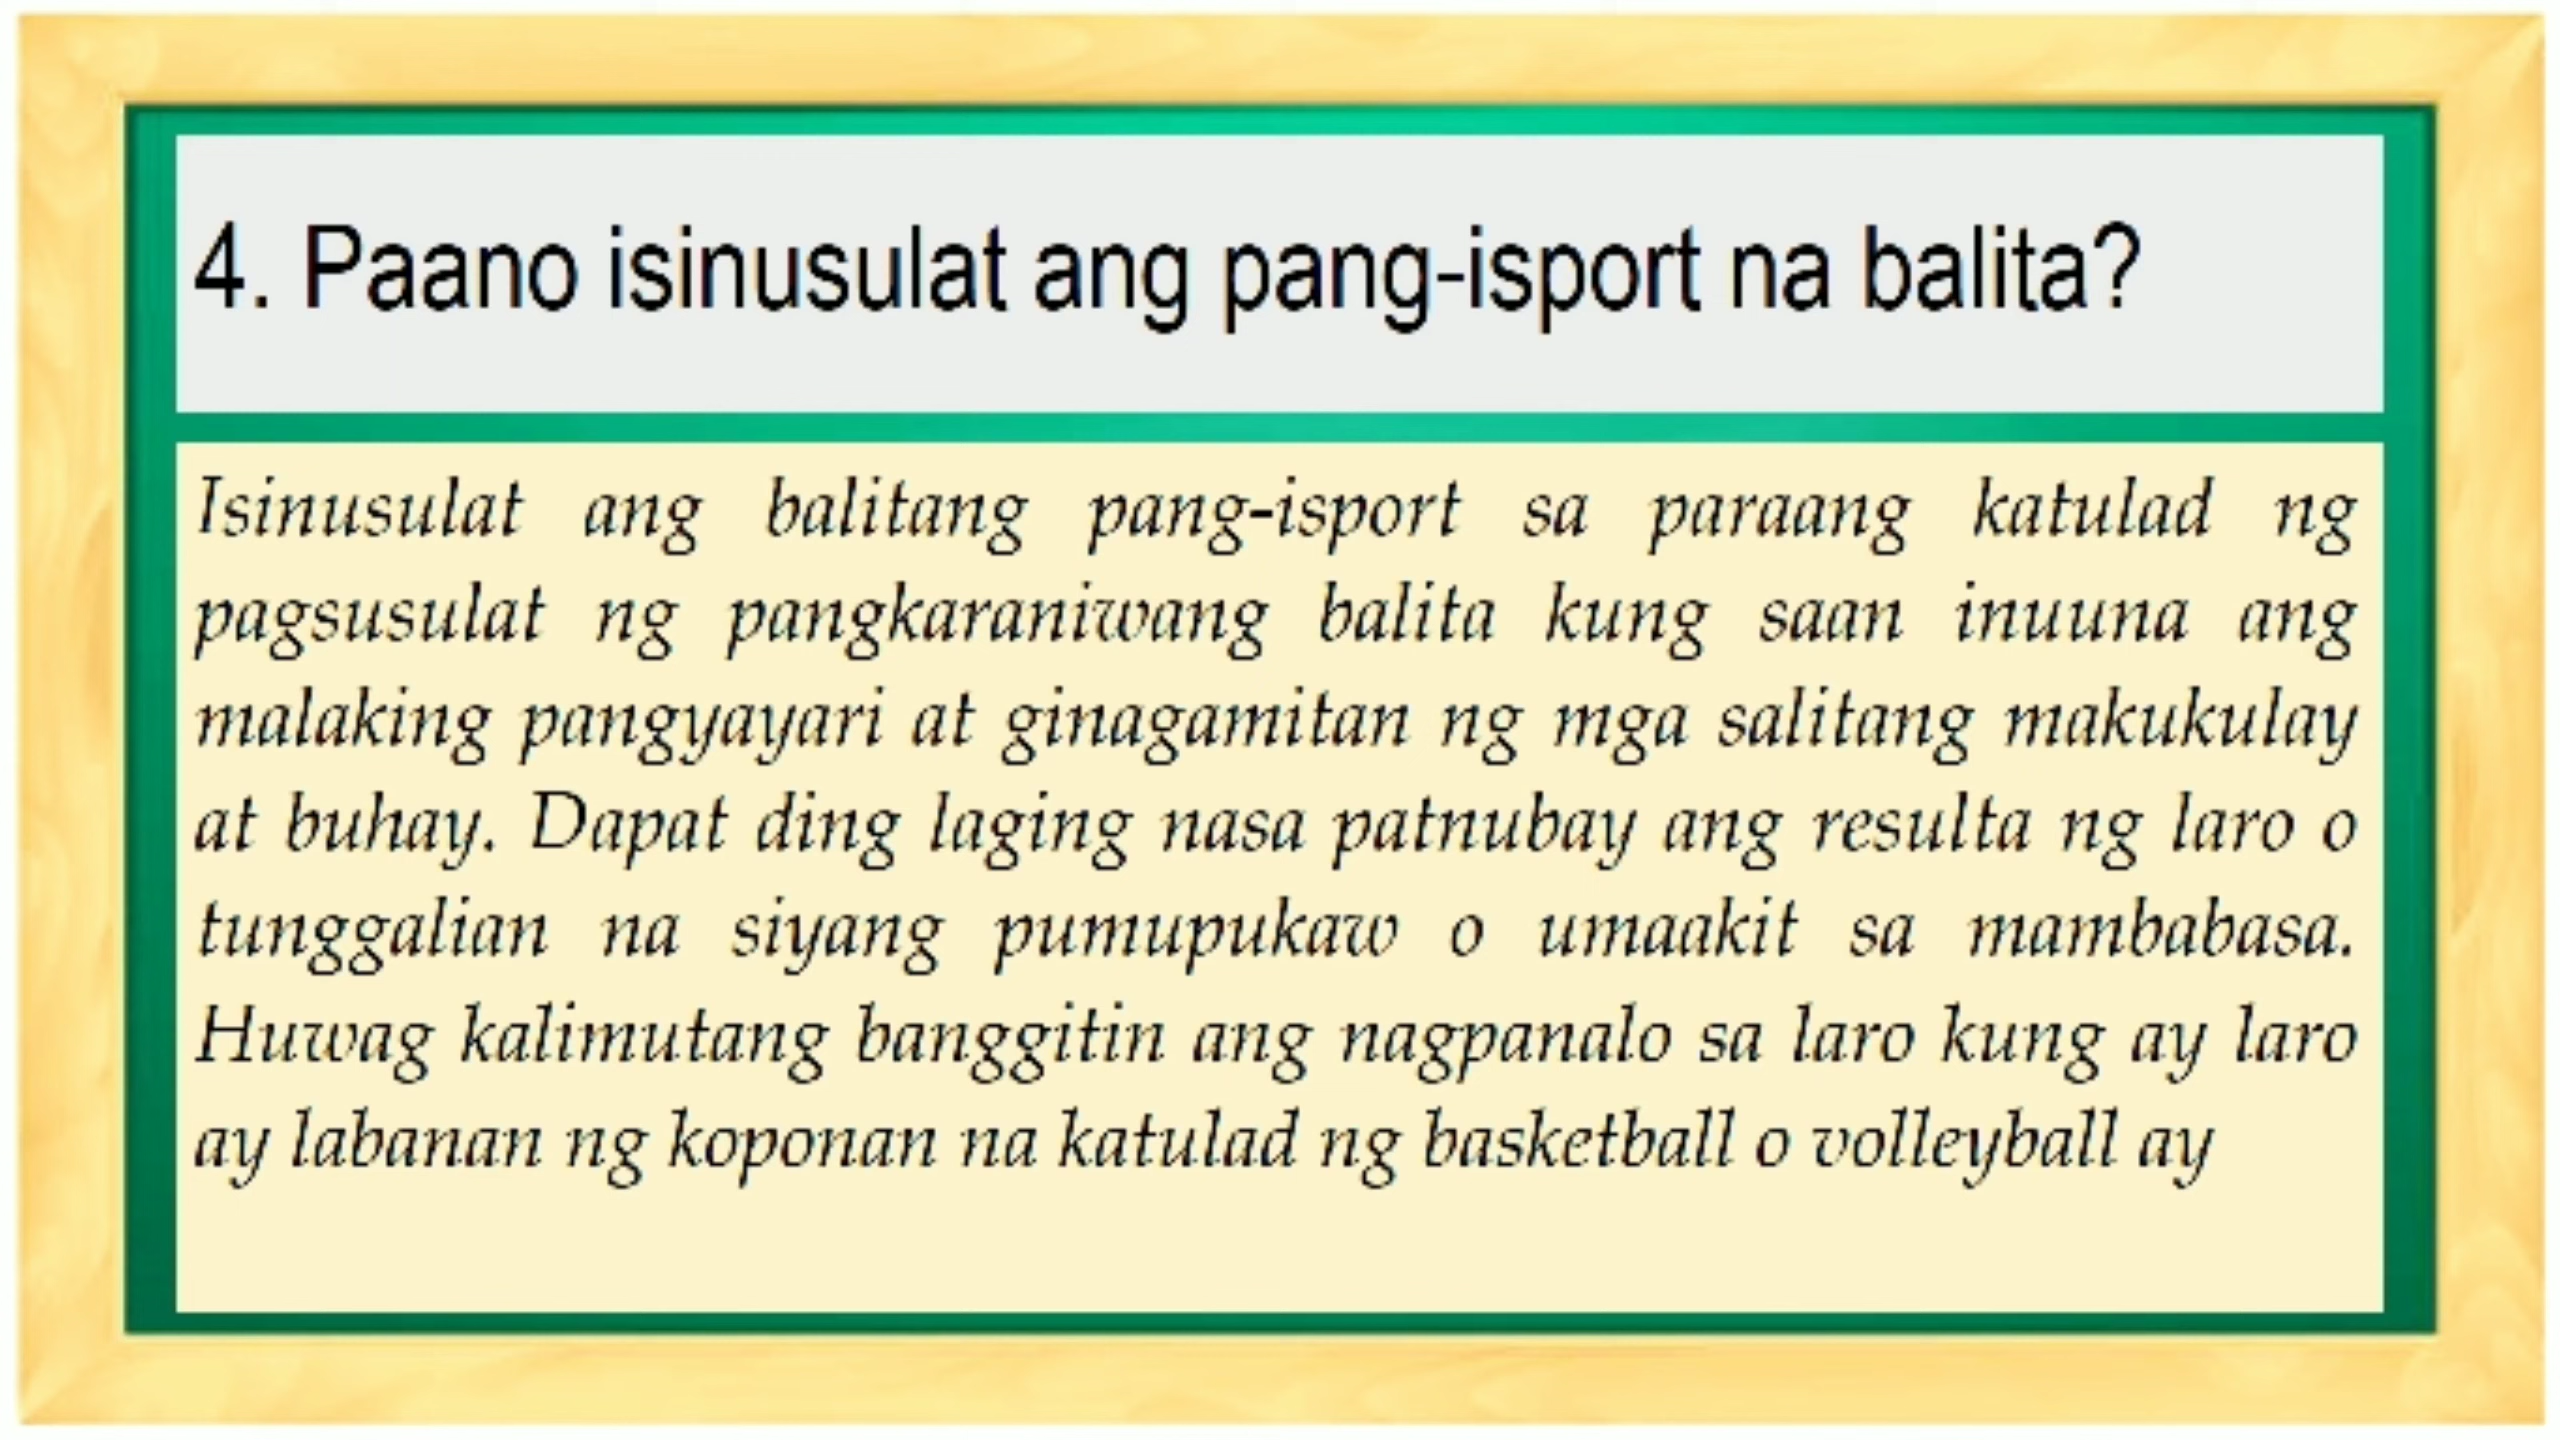 4. Paano isinusulat ang pang-isport na balita?
Isinusulat ang balitang pang-isport sa paraang katulad ng
pagsusulat ng pangkaraniwang balita kung saan inuuna ang
malaking pangyayari at ginagamitan ng mga salitang makukulay
at buhay. Dapat ding laging nasa patnubay ang resulta ng laro o
tunggalian na siyang pumupukaw o umaakit sa mambabasa.
Huwag kalimutang banggitin ang nagpanalo sa laro kung ay laro
ay labanan ng koponan na katulad ng basketball o volleyball ay